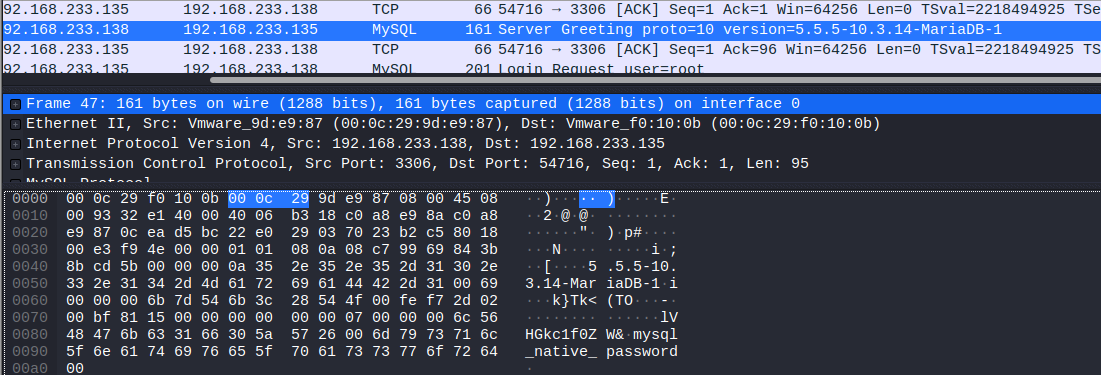 92.168.233.135 192.168.233.138 TCP 66 54716 → 3306 [ACK] Seq=1 Ack=1 Win=64256 Len=0 TSval=2218494925 TSe
92.168.233.138 192.168.233.135 MySQL 161 Server Greeting proto=10 version=5.5.5-10.3.14-MariaDB-1
92.168.233.135 192.168.233.138 TCP 66 54716 → 3306 [ACK] Seq=1 Ack=96 Win=64256 Len=0 TSval=2218494925 TS
92.168.233.135 192.168.233.138 MySQL 201 Login Request user=root
Frame 47: 161 bytes on wire (1288 bits), 161 bytes captured (1288 bits) on interface 0
Ethernet II, Src: Vmware_9d:e9:87 (00:0c:29:9d:e9:87), Dst: Vmware_f0:10:0b (00:0c:29:f0:10:0b)
Internet Protocol Version 4, Src: 192.168.233.138, Dst: 192.168.233.135
Transmission Control Protocol, Src Port: 3306, Dst Port: 54716, Seq: 1, Ack: 1, Len: 95
MySQL Protocol
0000 00 0c 29 f0 10 0b 00 0c 29 9d e9 87 08 00 45 08 ··)·····)·····E·
0010 00 93 32 e1 40 00 40 06 b3 18 c0 a8 e9 8a c0 a8 ··2·@·@·········
0020 e9 87 0c ea d5 bc 22 e0 29 03 70 23 b2 c5 80 18 ······"·)·p#····
0030 00 e3 f9 4e 00 00 01 01 08 0a 08 c7 99 69 84 3b ···N·········i·;
0040 8b cd 5b 00 00 00 0a 35 2e 35 2e 35 2d 31 30 2e ··[····5.5.5-10.
0050 33 2e 31 34 2d 4d 61 72 69 61 44 42 2d 31 00 69 3.14-MariaDB-1·i
0060 00 00 00 6b 7d 54 6b 3c 28 54 4f 00 fe f7 2d 02 ···k}Tk<(TO···-·
0070 00 bf 81 15 00 00 00 00 00 00 07 00 00 00 6c 56 ··············lV
0080 48 47 6b 63 31 66 30 5a 57 26 00 6d 79 73 71 6c HGkc1f0ZW&·mysql
0090 5f 6e 61 74 69 76 65 5f 70 61 73 73 77 6f 72 64 _native_password
00a0 00 ·